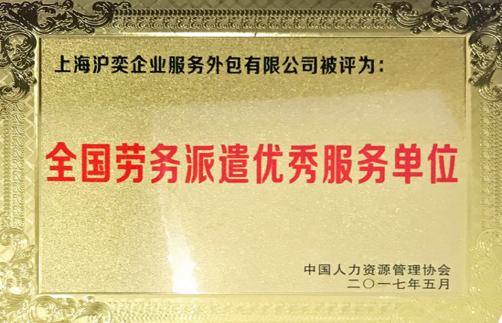 上海沪奕企业服务外包有限公司被评为：
全国劳务派遣优秀服务单位
中国人力资源管理协会
二〇一七年五月